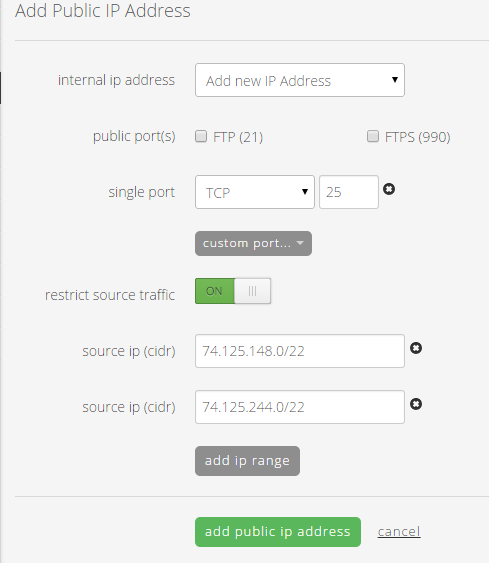 Add Public IP Address
internal ip address Add new IP Address
public port(s) FTP (21) FTPS (990)
single port TCP 25
custom port...
restrict source traffic ON
source ip (cidr) 74.125.148.0/22
source ip (cidr) 74.125.244.0/22
add ip range
add public ip address cancel